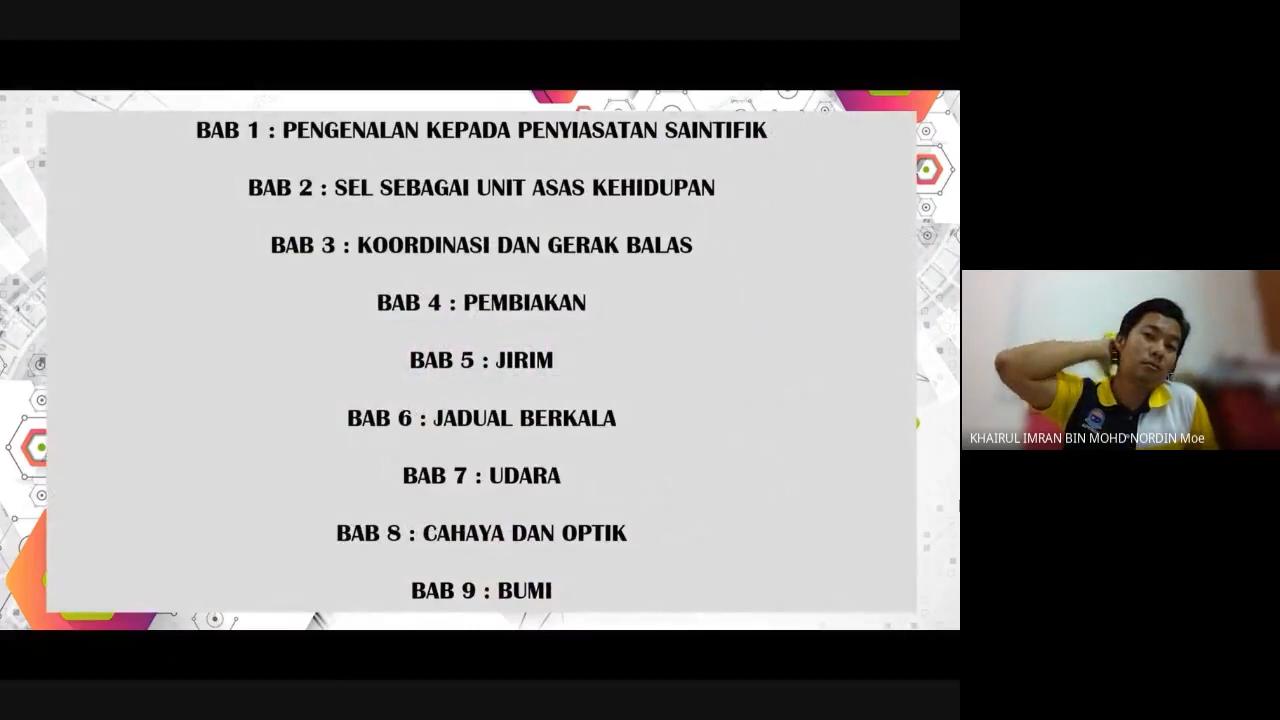 BAB 1 : PENGENALAN KEPADA PENYIASATAN SAINTIFIK
BAB 2 : SEL SEBAGAI UNIT ASAS KEHIDUPAN
BAB 3 : KOORDINASI DAN GERAK BALAS
BAB 4 : PEMBIAKAN
BAB 5 : JIRIM
BAB 6 : JADUAL BERKALA
BAB 7 : UDARA
BAB 8 : CAHAYA DAN OPTIK
BAB 9 : BUMI
KHAIRUL IMRAN BIN MOHD NORDIN Moe